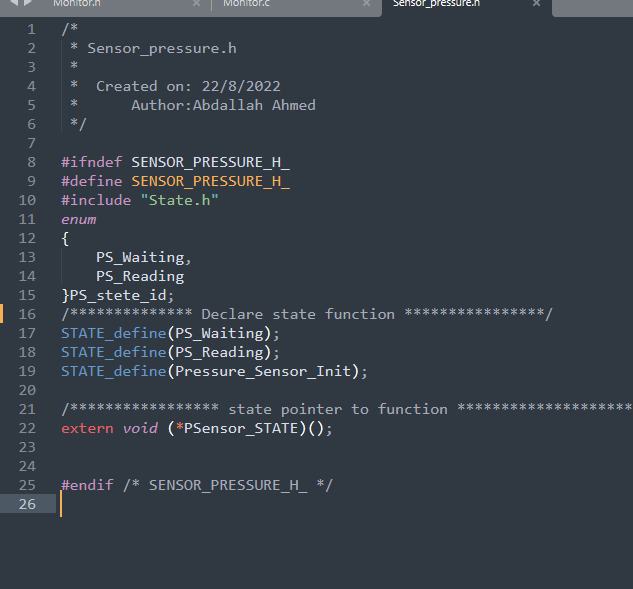 Monitor.h × Monitor.c × Sensor_pressure.h ×
1 /*
2 * Sensor_pressure.h
3 *
4 * Created on: 22/8/2022
5 * Author:Abdallah Ahmed
6 */
7
8 #ifndef SENSOR_PRESSURE_H_
9 #define SENSOR_PRESSURE_H_
10 #include "State.h"
11 enum
12 {
13 PS_Waiting,
14 PS_Reading
15 }PS_stete_id;
16 /************** Declare state function ****************/
17 STATE_define(PS_Waiting);
18 STATE_define(PS_Reading);
19 STATE_define(Pressure_Sensor_Init);
20
21 /***************** state pointer to function ********************
22 extern void (*PSensor_STATE)();
23
24
25 #endif /* SENSOR_PRESSURE_H_ */
26